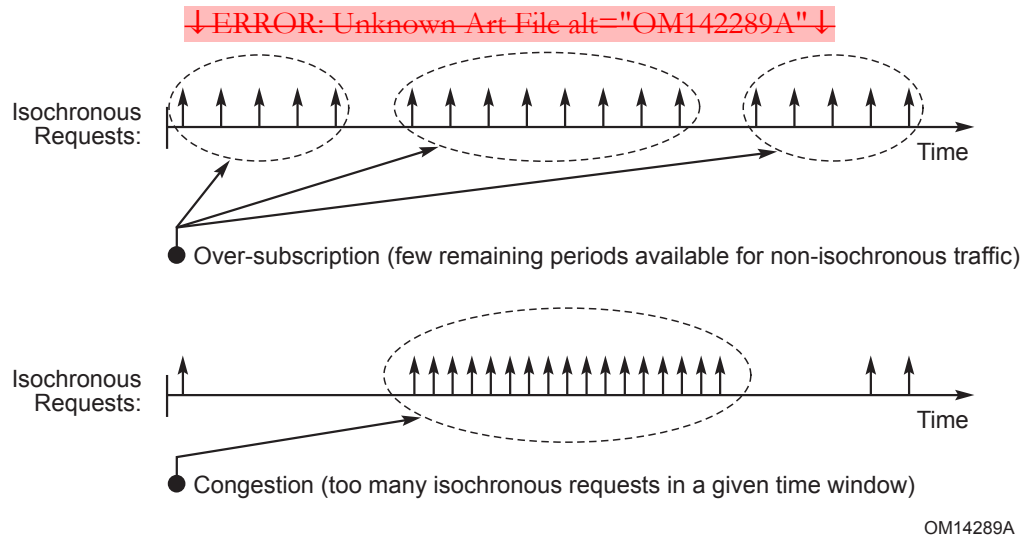 ↓ ERROR: Unknown Art File alt="OM142289A" ↓
Isochronous
Requests:
Time
Over-subscription (few remaining periods available for non-isochronous traffic)
Isochronous
Requests:
Time
Congestion (too many isochronous requests in a given time window)
OM14289A